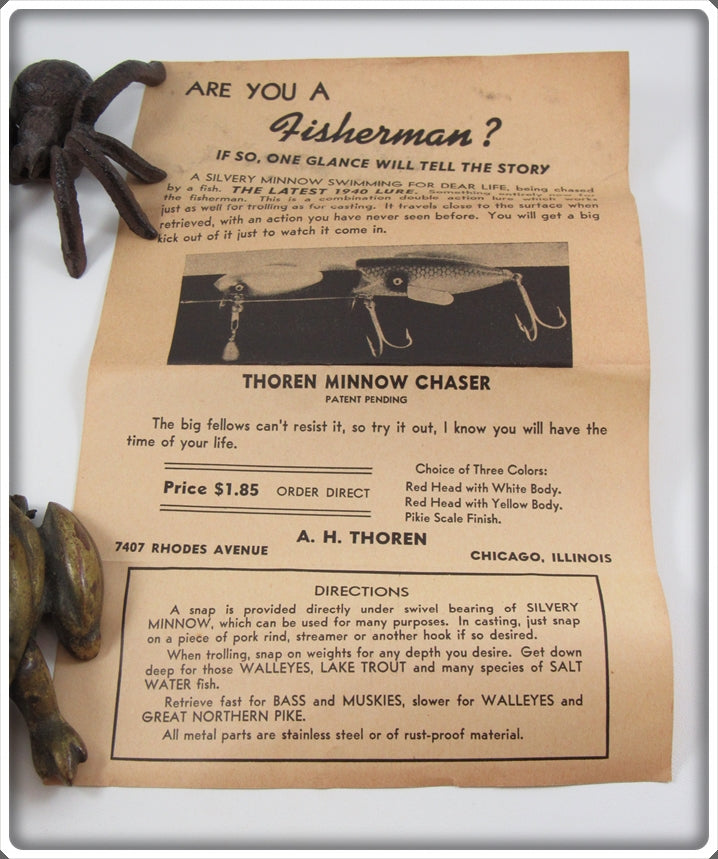 ARE YOU A
Fisherman?
IF SO, ONE GLANCE WILL TELL THE STORY
A SILVERY MINNOW SWIMMING FOR DEAR LIFE, being chased
by a fish. THE LATEST 1940 LURE. Something entirely new for
the fisherman. This is a combination double action lure which works
just as well for trolling as for casting. It travels close to the surface when
retrieved, with an action you have never seen before. You will get a big
kick out of it just to watch it come in.
THOREN MINNOW CHASER
PATENT PENDING
The big fellows can't resist it, so try it out, I know you will have the
time of your life.
Price $1.85 ORDER DIRECT
Choice of Three Colors:
Red Head with White Body.
Red Head with Yellow Body.
Pikie Scale Finish.
A. H. THOREN
7407 RHODES AVENUE
CHICAGO, ILLINOIS
DIRECTIONS
A snap is provided directly under swivel bearing of SILVERY
MINNOW, which can be used for many purposes. In casting, just snap
on a piece of pork rind, streamer or another hook if so desired.
When trolling, snap on weights for any depth you desire. Get down
deep for those WALLEYES, LAKE TROUT and many species of SALT
WATER fish.
Retrieve fast for BASS and MUSKIES, slower for WALLEYES and
GREAT NORTHERN PIKE.
All metal parts are stainless steel or of rust-proof material.